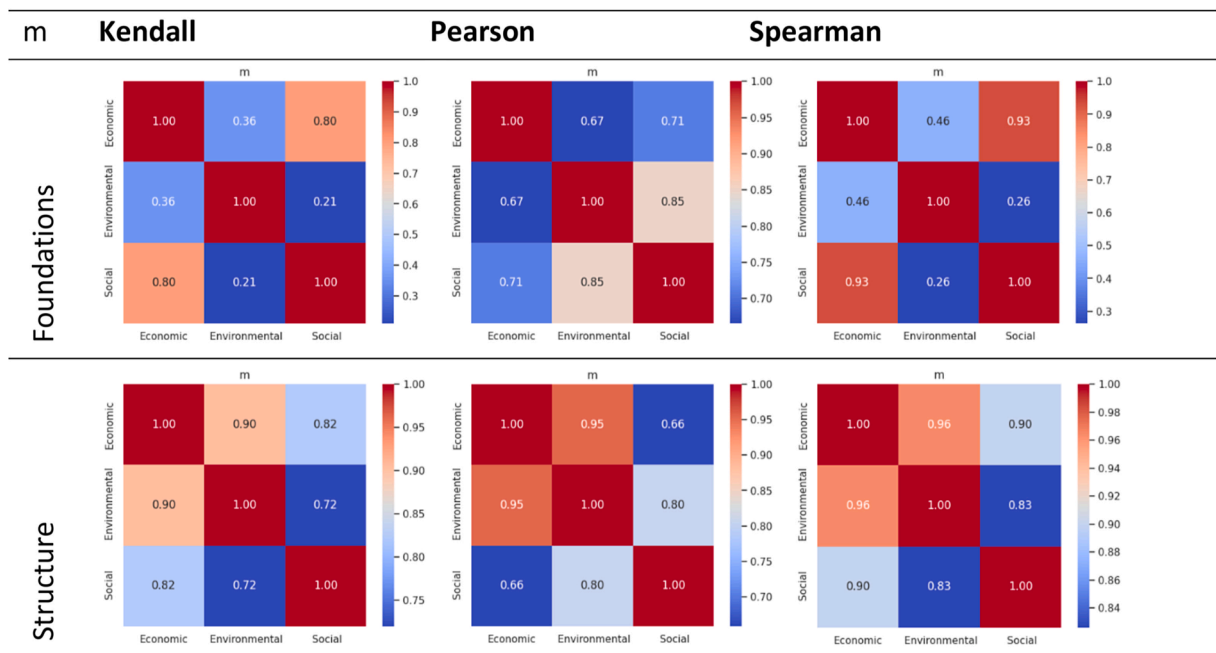 m Kendall Pearson Spearman
Foundations
m
Economic
Environmental
Social
1.00 0.36 0.80
0.36 1.00 0.21
0.80 0.21 1.00
Economic Environmental Social
1.0
0.9
0.8
0.7
0.6
0.5
0.4
0.3
m
Economic
Environmental
Social
1.00 0.67 0.71
0.67 1.00 0.85
0.71 0.85 1.00
Economic Environmental Social
1.00
0.95
0.90
0.85
0.80
0.75
0.70
m
Economic
Environmental
Social
1.00 0.46 0.93
0.46 1.00 0.26
0.93 0.26 1.00
Economic Environmental Social
1.0
0.9
0.8
0.7
0.6
0.5
0.4
0.3
Structure
m
Economic
Environmental
Social
1.00 0.90 0.82
0.90 1.00 0.72
0.82 0.72 1.00
Economic Environmental Social
1.00
0.95
0.90
0.85
0.80
0.75
m
Economic
Environmental
Social
1.00 0.95 0.66
0.95 1.00 0.80
0.66 0.80 1.00
Economic Environmental Social
1.00
0.95
0.90
0.85
0.80
0.75
0.70
m
Economic
Environmental
Social
1.00 0.96 0.90
0.96 1.00 0.83
0.90 0.83 1.00
Economic Environmental Social
1.00
0.98
0.96
0.94
0.92
0.90
0.88
0.86
0.84